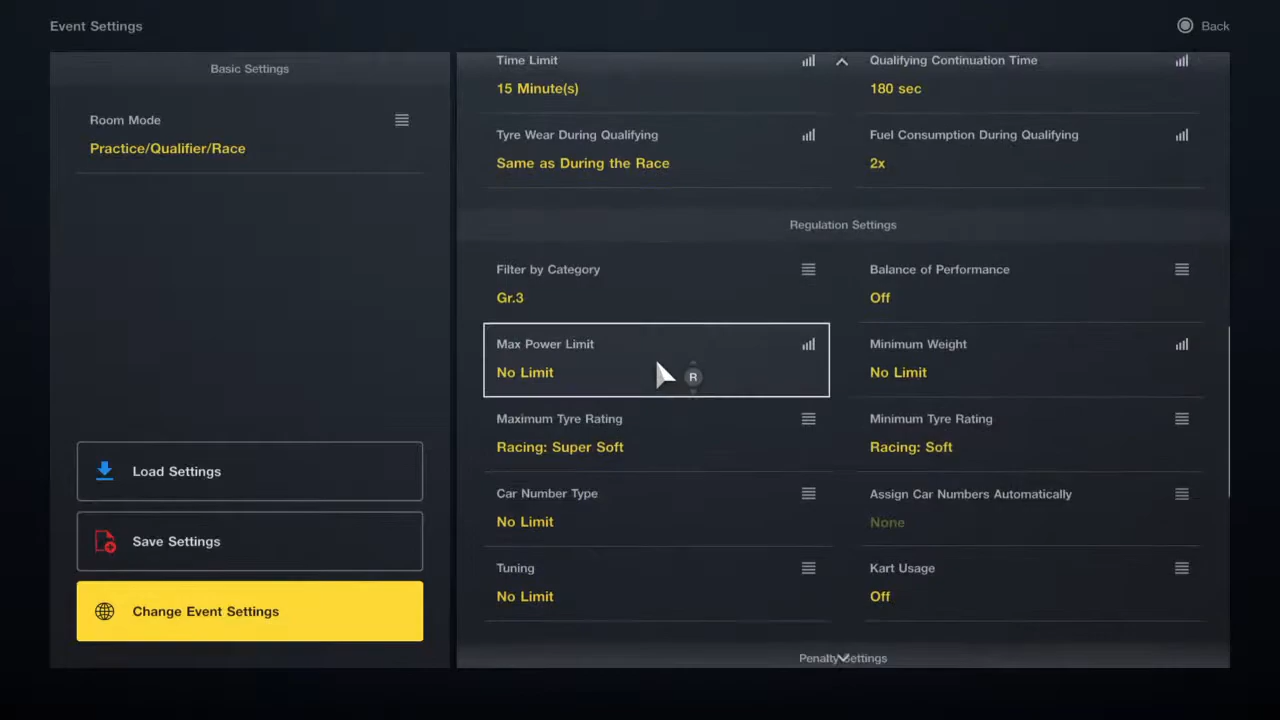 Event Settings
Back
Basic Settings
Room Mode
Practice/Qualifier/Race
Load Settings
Save Settings
Change Event Settings
Time Limit
15 Minute(s)
Qualifying Continuation Time
180 sec
Tyre Wear During Qualifying
Same as During the Race
Fuel Consumption During Qualifying
2x
Regulation Settings
Filter by Category
Gr.3
Balance of Performance
Off
Max Power Limit
No Limit
R
Minimum Weight
No Limit
Maximum Tyre Rating
Racing: Super Soft
Minimum Tyre Rating
Racing: Soft
Car Number Type
No Limit
Assign Car Numbers Automatically
None
Tuning
No Limit
Kart Usage
Off
Penalty Settings